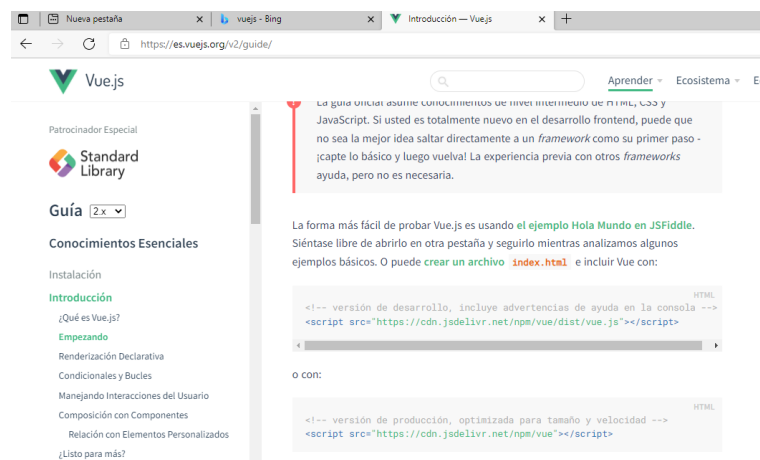 Nueva pestaña
vuejs - Bing
Introducción — Vue.js
https://es.vuejs.org/v2/guide/
Vue.js
Aprender
Ecosistema
Patrocinador Especial
Standard
Library
Guía 2.x
Conocimientos Esenciales
Instalación
Introducción
¿Qué es Vue.js?
Empezando
Renderización Declarativa
Condicionales y Bucles
Manejando Interacciones del Usuario
Composición con Componentes
Relación con Elementos Personalizados
¿Listo para más?
La guía oficial asume conocimientos de nivel intermedio de HTML, CSS y
JavaScript. Si usted es totalmente nuevo en el desarrollo frontend, puede que
no sea la mejor idea saltar directamente a un framework como su primer paso -
¡capte lo básico y luego vuelva! La experiencia previa con otros frameworks
ayuda, pero no es necesaria.
La forma más fácil de probar Vue.js es usando el ejemplo Hola Mundo en JSFiddle.
Siéntase libre de abrirlo en otra pestaña y seguirlo mientras analizamos algunos
ejemplos básicos. O puede crear un archivo index.html e incluir Vue con:
HTML
<!-- versión de desarrollo, incluye advertencias de ayuda en la consola -->
<script src="https://cdn.jsdelivr.net/npm/vue/dist/vue.js"></script>
o con:
HTML
<!-- versión de producción, optimizada para tamaño y velocidad -->
<script src="https://cdn.jsdelivr.net/npm/vue"></script>